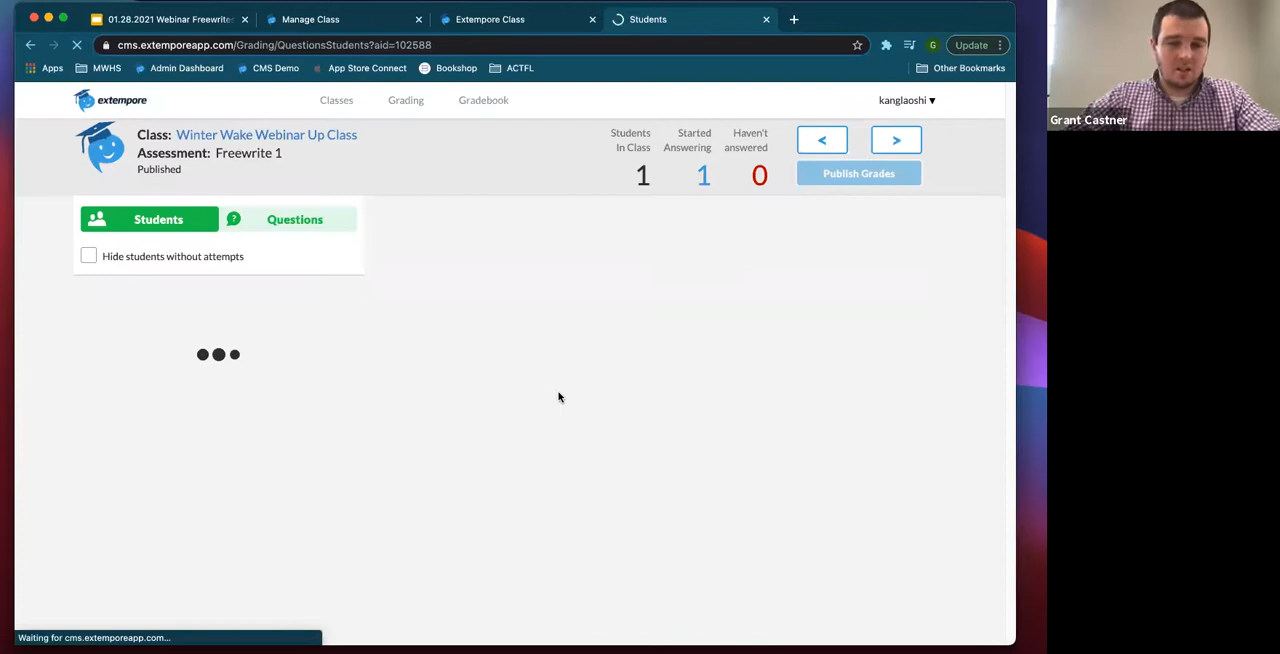 01.28.2021 Webinar Freewrite
Manage Class
Extempore Class
Students
cms.extemporeapp.com/Grading/QuestionsStudents?aid=102588
G
Update
Apps
MWHS
Admin Dashboard
CMS Demo
App Store Connect
Bookshop
ACTFL
Other Bookmarks
extempore
Classes
Grading
Gradebook
kanglaoshi ▾
Class: Winter Wake Webinar Up Class
Assessment: Freewrite 1
Published
Students
In Class
1
Started
Answering
1
Haven't
answered
0
<
>
Publish Grades
Students
?
Questions
Hide students without attempts
Waiting for cms.extemporeapp.com...
Grant Castner